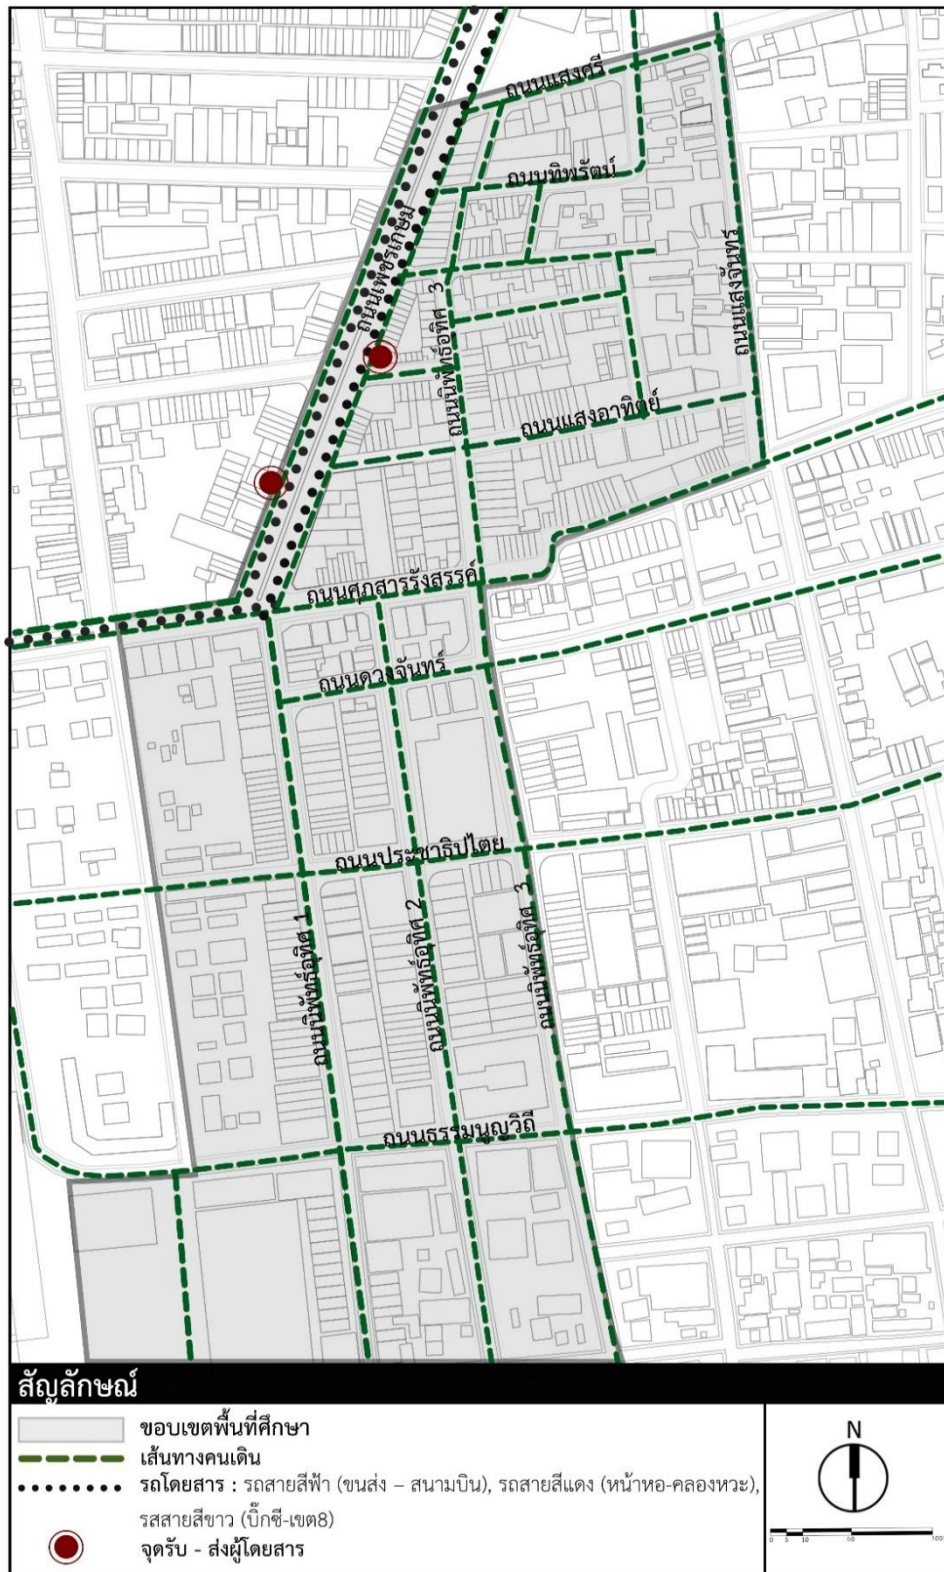 ถนนแสงศรี
ถนนทิพรัตน์
ถนนเพชรเกษม
ถนนแสงจันทร์
ถนนนิพัทธ์อุทิศ 3
ถนนแสงอาทิตย์
ถนนศุภสารรังสรรค์
ถนนดวงจันทร์
ถนนประชาธิปไตย
ถนนนิพัทธ์อุทิศ 1
ถนนนิพัทธ์อุทิศ 2
ถนนนิพัทธ์อุทิศ 3
ถนนธรรมนูญวิถี
สัญลักษณ์
ขอบเขตพื้นที่ศึกษา
เส้นทางคนเดิน
รถโดยสาร : รถสายสีฟ้า (ขนส่ง – สนามบิน), รถสายสีแดง (หน้าหอ-คลองหวะ),
รสสายสีขาว (บิ๊กซี-เขต8)
จุดรับ - ส่งผู้โดยสาร
N